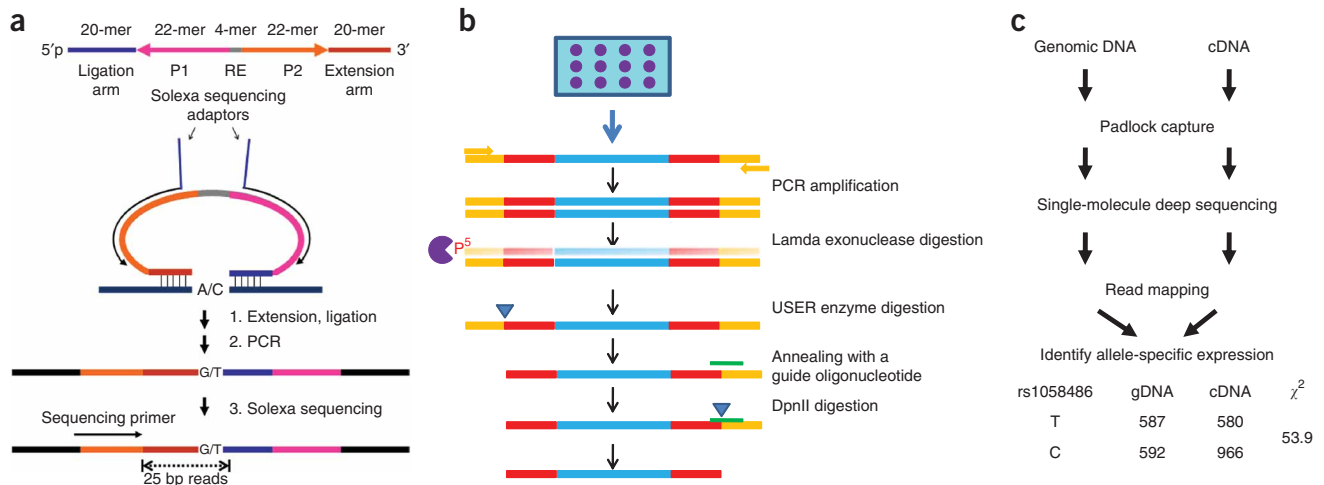 a
20-mer 22-mer 4-mer 22-mer 20-mer
5′p 3′
Ligation arm P1 RE P2 Extension arm
Solexa sequencing
adaptors
A/C
1. Extension, ligation
2. PCR
G/T
3. Solexa sequencing
Sequencing primer
G/T
25 bp reads
b
PCR amplification
Lamda exonuclease digestion
P5
USER enzyme digestion
Annealing with a
guide oligonucleotide
DpnII digestion
c
Genomic DNA cDNA
Padlock capture
Single-molecule deep sequencing
Read mapping
Identify allele-specific expression
rs1058486 gDNA cDNA χ2
T 587 580
53.9
C 592 966